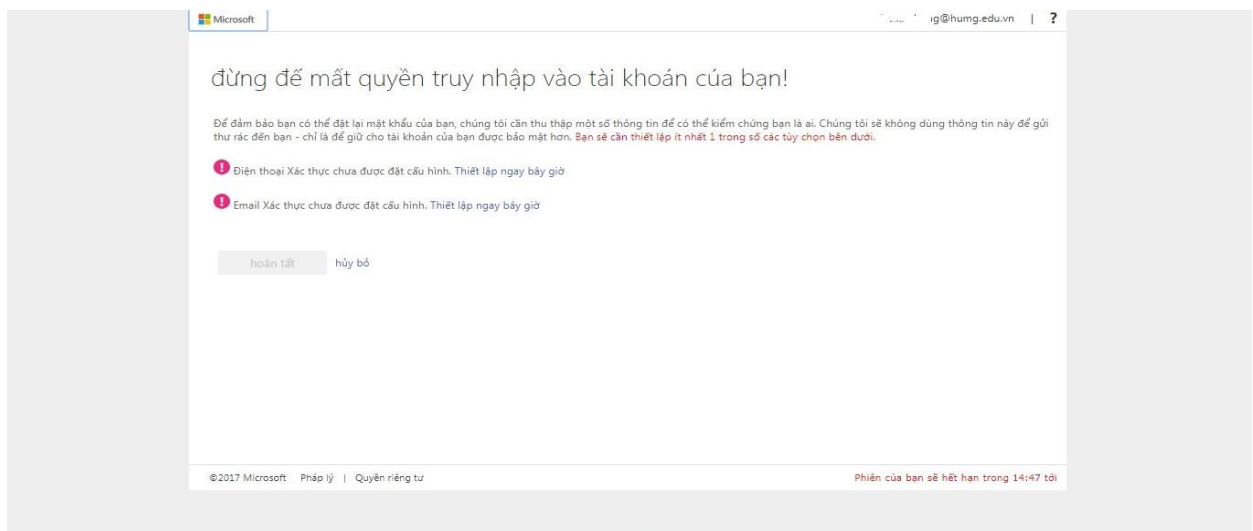 Microsoft
g@humg.edu.vn | ?
đừng để mất quyền truy nhập vào tài khoản của bạn!
Để đảm bảo bạn có thể đặt lại mật khẩu của bạn, chúng tôi cần thu thập một số thông tin để có thể kiểm chứng bạn là ai. Chúng tôi sẽ không dùng thông tin này để gửi
thư rác đến bạn - chỉ là để giữ cho tài khoản của bạn được bảo mật hơn. Bạn sẽ cần thiết lập ít nhất 1 trong số các tùy chọn bên dưới.
! Điện thoại Xác thực chưa được đặt cấu hình. Thiết lập ngay bây giờ
! Email Xác thực chưa được đặt cấu hình. Thiết lập ngay bây giờ
hoàn tất hủy bỏ
©2017 Microsoft Pháp lý | Quyền riêng tư
Phiên của bạn sẽ hết hạn trong 14:47 tới